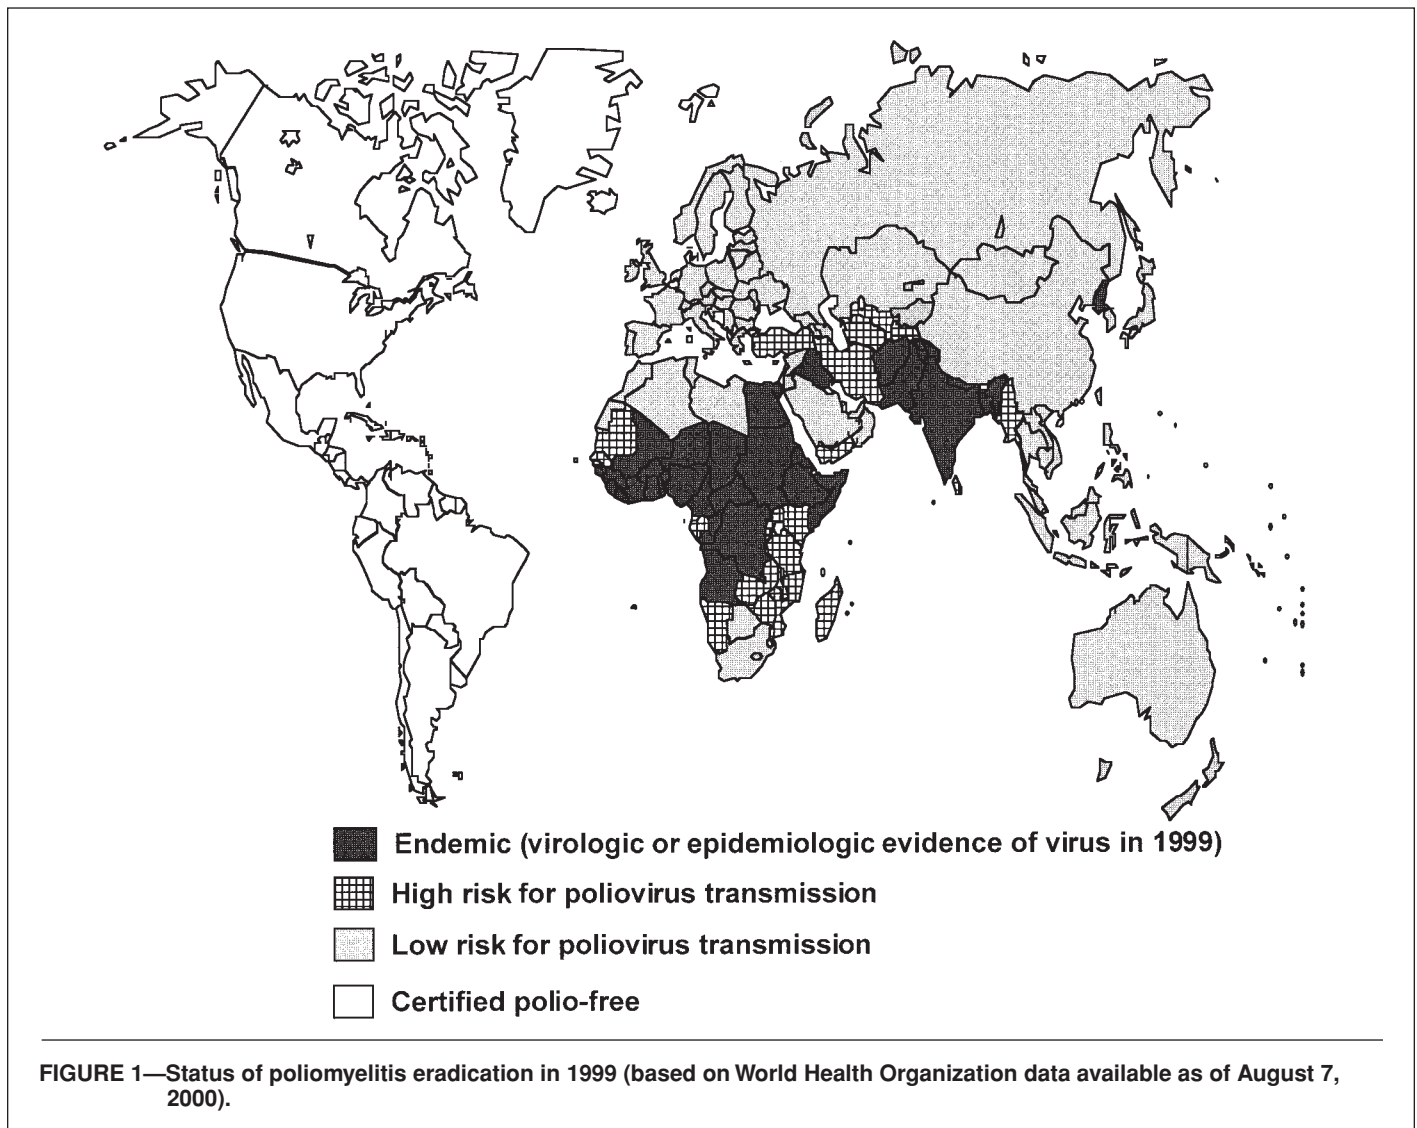 Endemic (virologic or epidemiologic evidence of virus in 1999)
High risk for poliovirus transmission
Low risk for poliovirus transmission
Certified polio-free
FIGURE 1—Status of poliomyelitis eradication in 1999 (based on World Health Organization data available as of August 7,
2000).